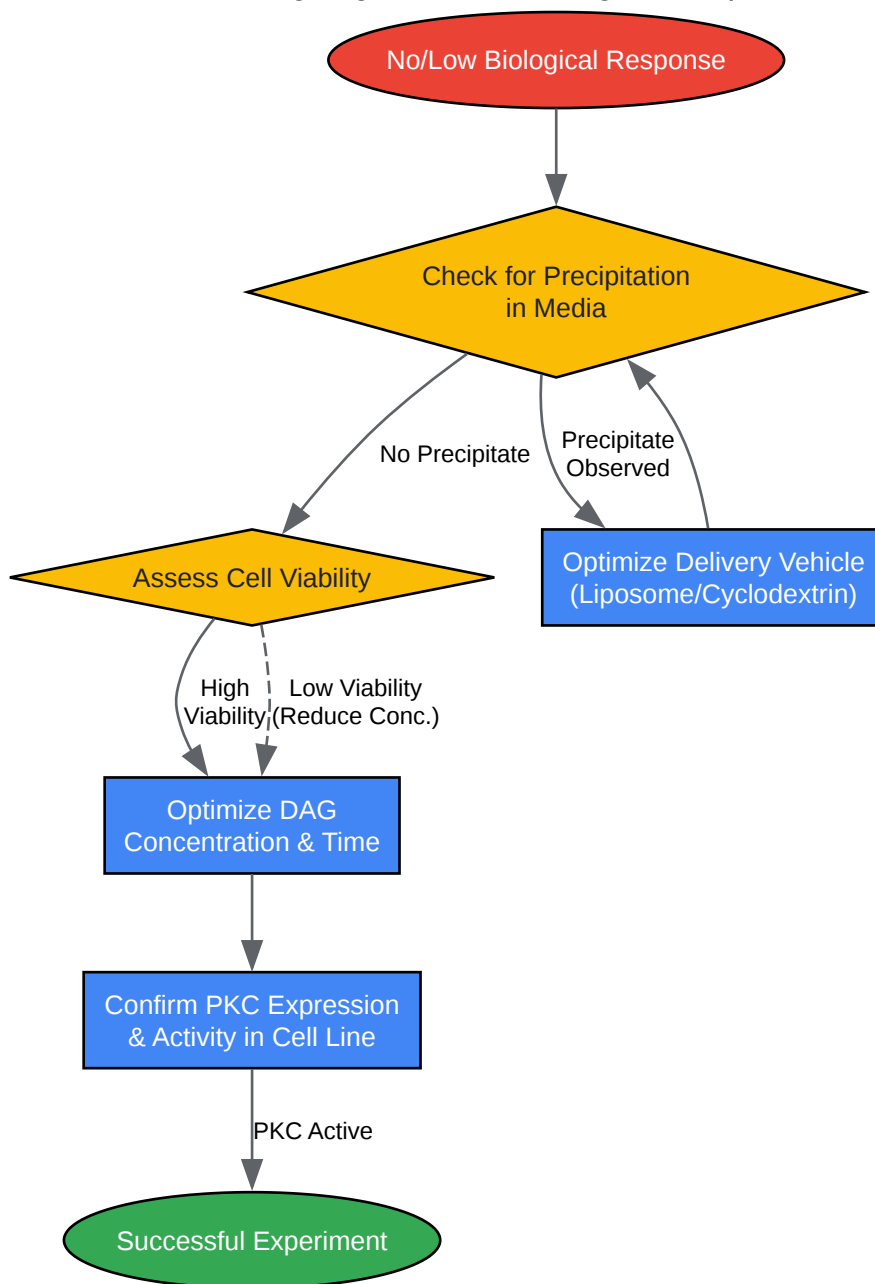 No/Low Biological Response
Check for Precipitation
in Media
No Precipitate
Precipitate
Observed
Optimize Delivery Vehicle
(Liposome/Cyclodextrin)
Assess Cell Viability
High
Viability
Low Viability
(Reduce Conc.)
Optimize DAG
Concentration & Time
Confirm PKC Expression
& Activity in Cell Line
PKC Active
Successful Experiment